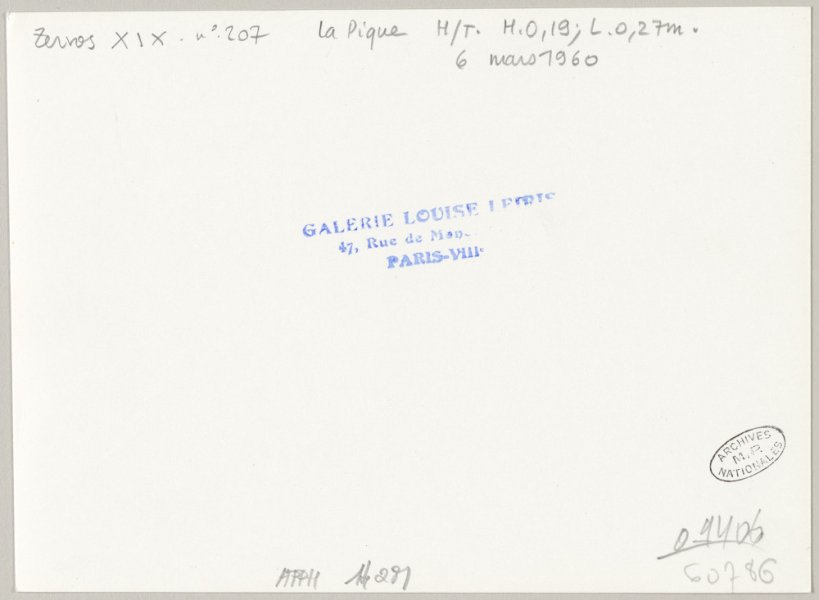 Zervos XIX. n°. 207 La Pique H/T. H. 0,19; L. 0,27m.
6 mars 1960
GALERIE LOUISE
47, Rue de
PARIS-VIIIe
ARCHIVES
M.P.
NATIONALES
60786